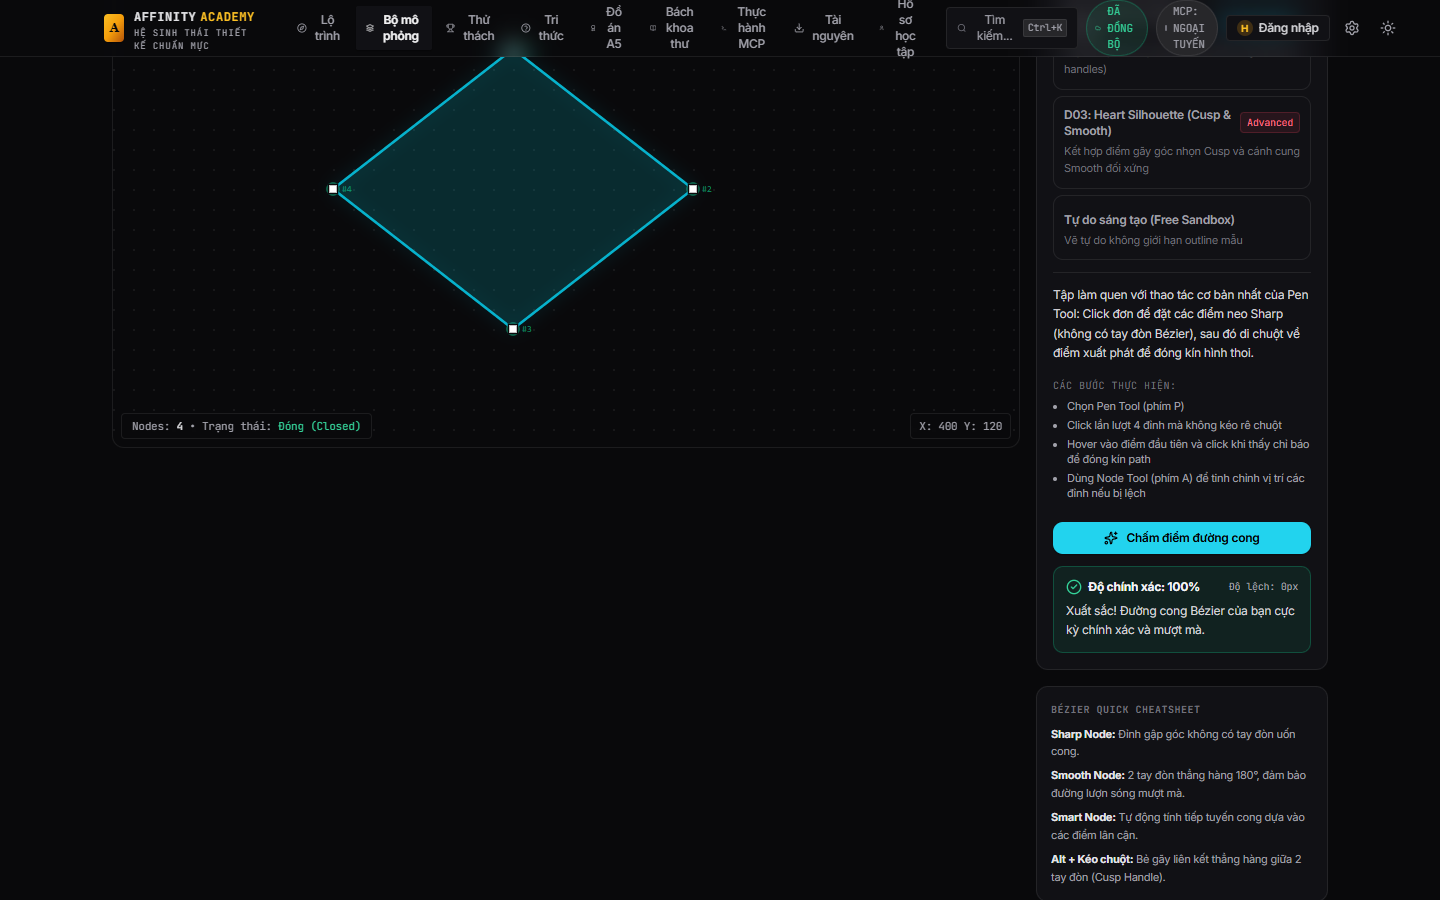 A
AFFINITY ACADEMY
HỆ SINH THÁI THIẾT
KẾ CHUẨN MỰC
Lộ
trình
Bộ mô
phỏng
Thử
thách
Tri
thức
Đồ
án
A5
Bách
khoa
thư
Thực
hành
MCP
Tài
nguyên
Hồ
sơ
học
tập
Tìm
kiếm...
Ctrl+K
ĐÃ
ĐỒNG
BỘ
MCP:
NGOẠI
TUYẾN
H
Đăng nhập
handles)
D03: Heart Silhouette (Cusp &
Smooth)
Advanced
Kết hợp điểm gãy góc nhọn Cusp và cánh cung
Smooth đối xứng
Tự do sáng tạo (Free Sandbox)
Vẽ tự do không giới hạn outline mẫu
Tập làm quen với thao tác cơ bản nhất của Pen
Tool: Click đơn để đặt các điểm neo Sharp
(không có tay đòn Bézier), sau đó di chuột về
điểm xuất phát để đóng kín hình thoi.
CÁC BƯỚC THỰC HIỆN:
Chọn Pen Tool (phím P)
Click lần lượt 4 đỉnh mà không kéo rê chuột
Hover vào điểm đầu tiên và click khi thấy chỉ báo
để đóng kín path
Dùng Node Tool (phím A) để tinh chỉnh vị trí các
đỉnh nếu bị lệch
Chấm điểm đường cong
Độ chính xác: 100%
Độ lệch: 0px
Xuất sắc! Đường cong Bézier của bạn cực
kỳ chính xác và mượt mà.
BÉZIER QUICK CHEATSHEET
Sharp Node: Đỉnh gập góc không có tay đòn uốn
cong.
Smooth Node: 2 tay đòn thẳng hàng 180°, đảm bảo
đường lượn sóng mượt mà.
Smart Node: Tự động tính tiếp tuyến cong dựa vào
các điểm lân cận.
Alt + Kéo chuột: Bẻ gãy liên kết thẳng hàng giữa 2
tay đòn (Cusp Handle).
#4
#2
#3
Nodes: 4 • Trạng thái: Đóng (Closed)
X: 400 Y: 120